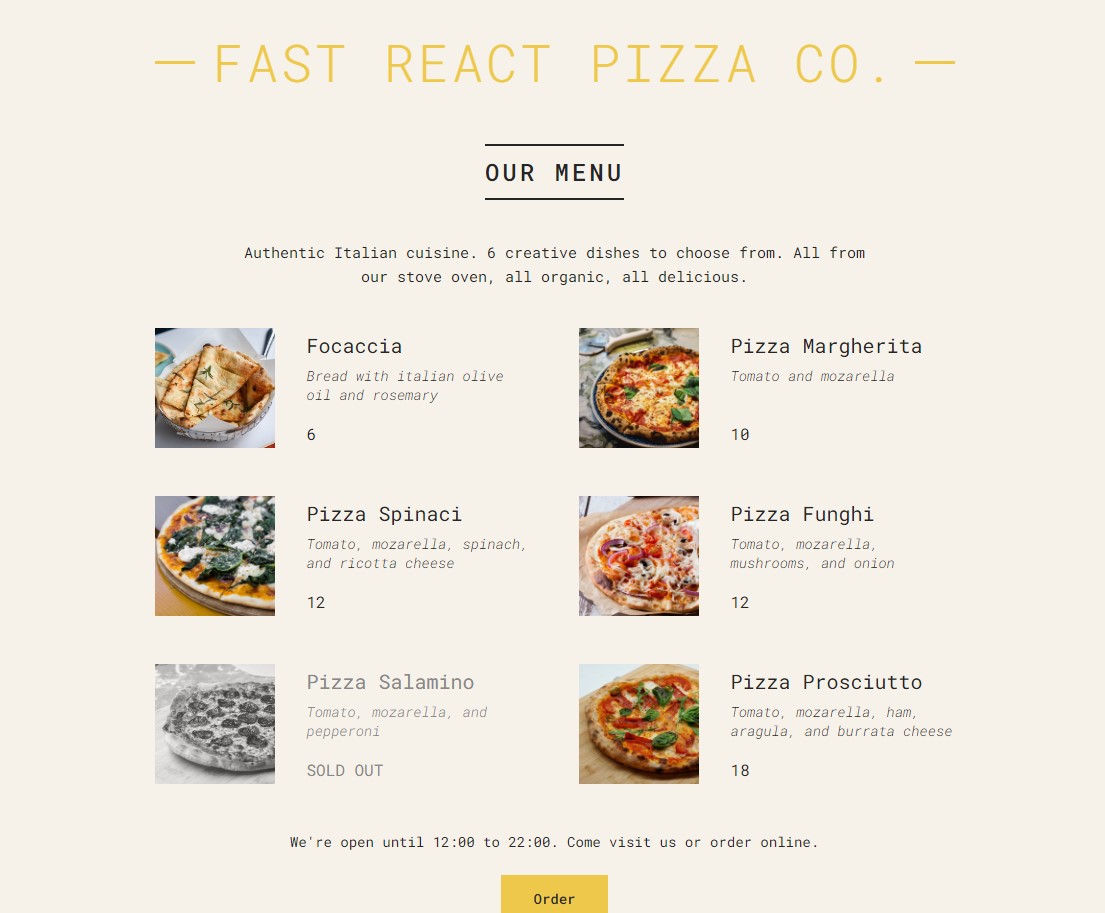 FAST REACT PIZZA CO.
OUR MENU
Authentic Italian cuisine. 6 creative dishes to choose from. All from
our stove oven, all organic, all delicious.
Focaccia
Bread with italian olive
oil and rosemary
6
Pizza Margherita
Tomato and mozarella
10
Pizza Spinaci
Tomato, mozarella, spinach,
and ricotta cheese
12
Pizza Funghi
Tomato, mozarella,
mushrooms, and onion
12
Pizza Salamino
Tomato, mozarella, and
pepperoni
SOLD OUT
Pizza Prosciutto
Tomato, mozarella, ham,
aragula, and burrata cheese
18
We're open until 12:00 to 22:00. Come visit us or order online.
Order